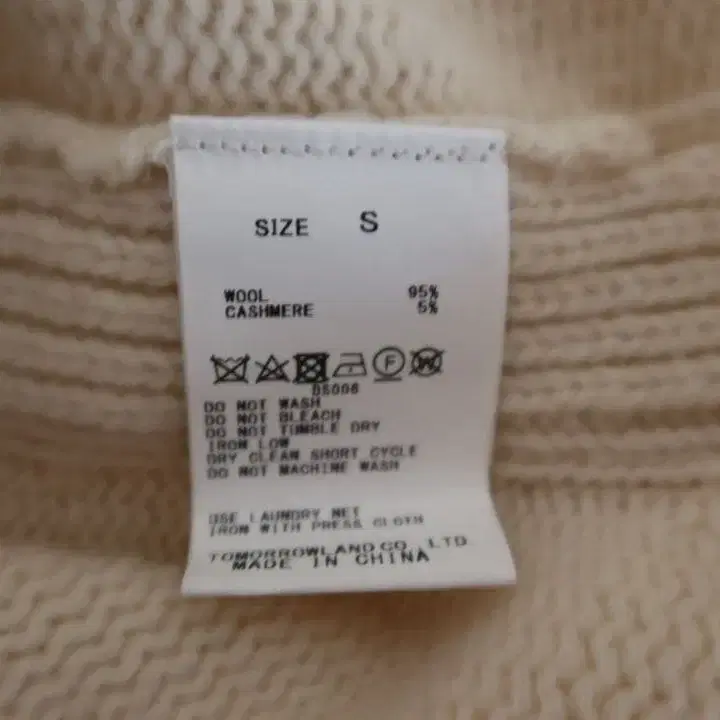 SIZE S
WOOL 95%
CASHMERE 5%
F W
DS006
DO NOT WASH
DO NOT BLEACH
DO NOT TUMBLE DRY
IRON LOW
DRY CLEAN SHORT CYCLE
DO NOT MACHINE WASH
USE LAUNDRY NET
IRON WITH PRESS CLOTH
TOMORROWLAND CO., LTD
MADE IN CHINA